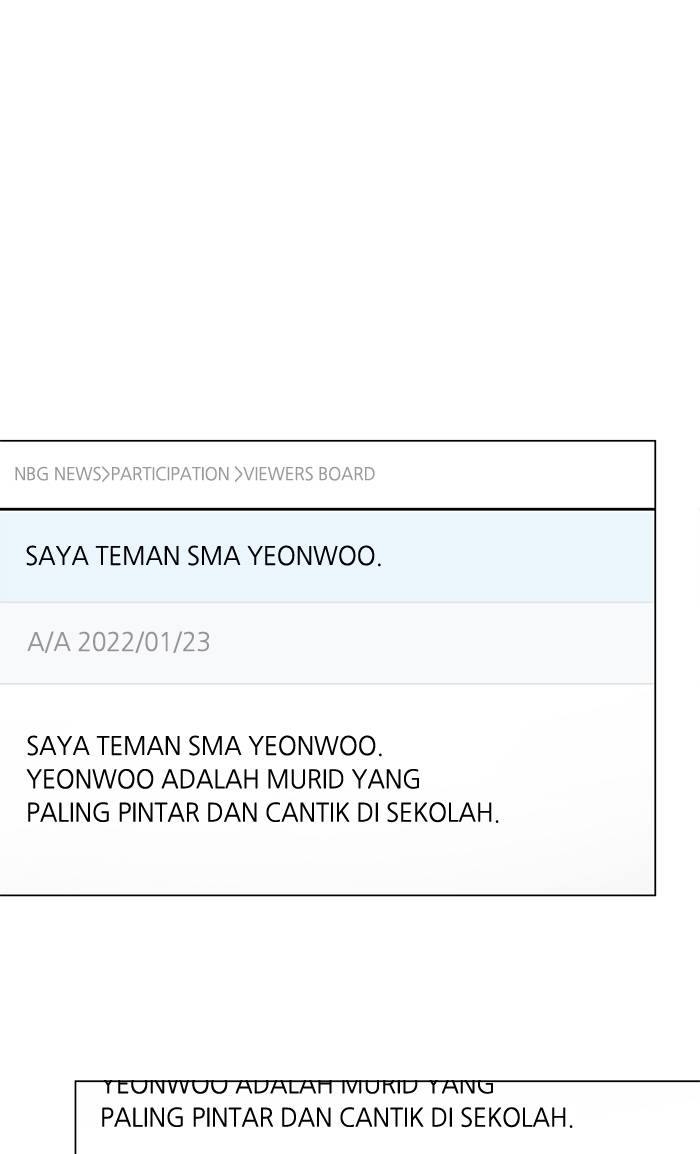 NBG NEWS>PARTICIPATION >VIEWERS BOARD
SAYA TEMAN SMA YEONWOO.
A/A 2022/01/23
SAYA TEMAN SMA YEONWOO.
YEONWOO ADALAH MURID YANG
PALING PINTAR DAN CANTIK DI SEKOLAH.
YEONWOO ADALAH MURID YANG
PALING PINTAR DAN CANTIK DI SEKOLAH.